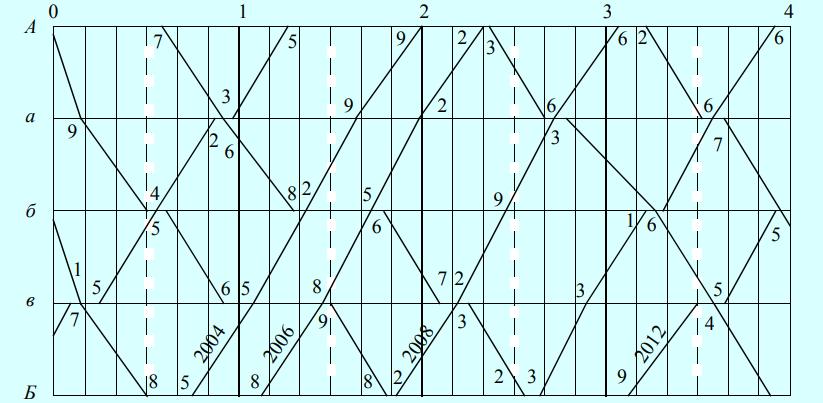 0 1 2 3 4
А 7 5 9 2 3 6 2 6
3 9 2 6 6
а
9 2 6 3 7
4 8 2 5 9 1 6
б
5 6 5
1 5 6 5 8 7 2 3 5
в
7 2004 2006 9 2008 3 2012 4
8 5 8 8 2 2 3 9
Б